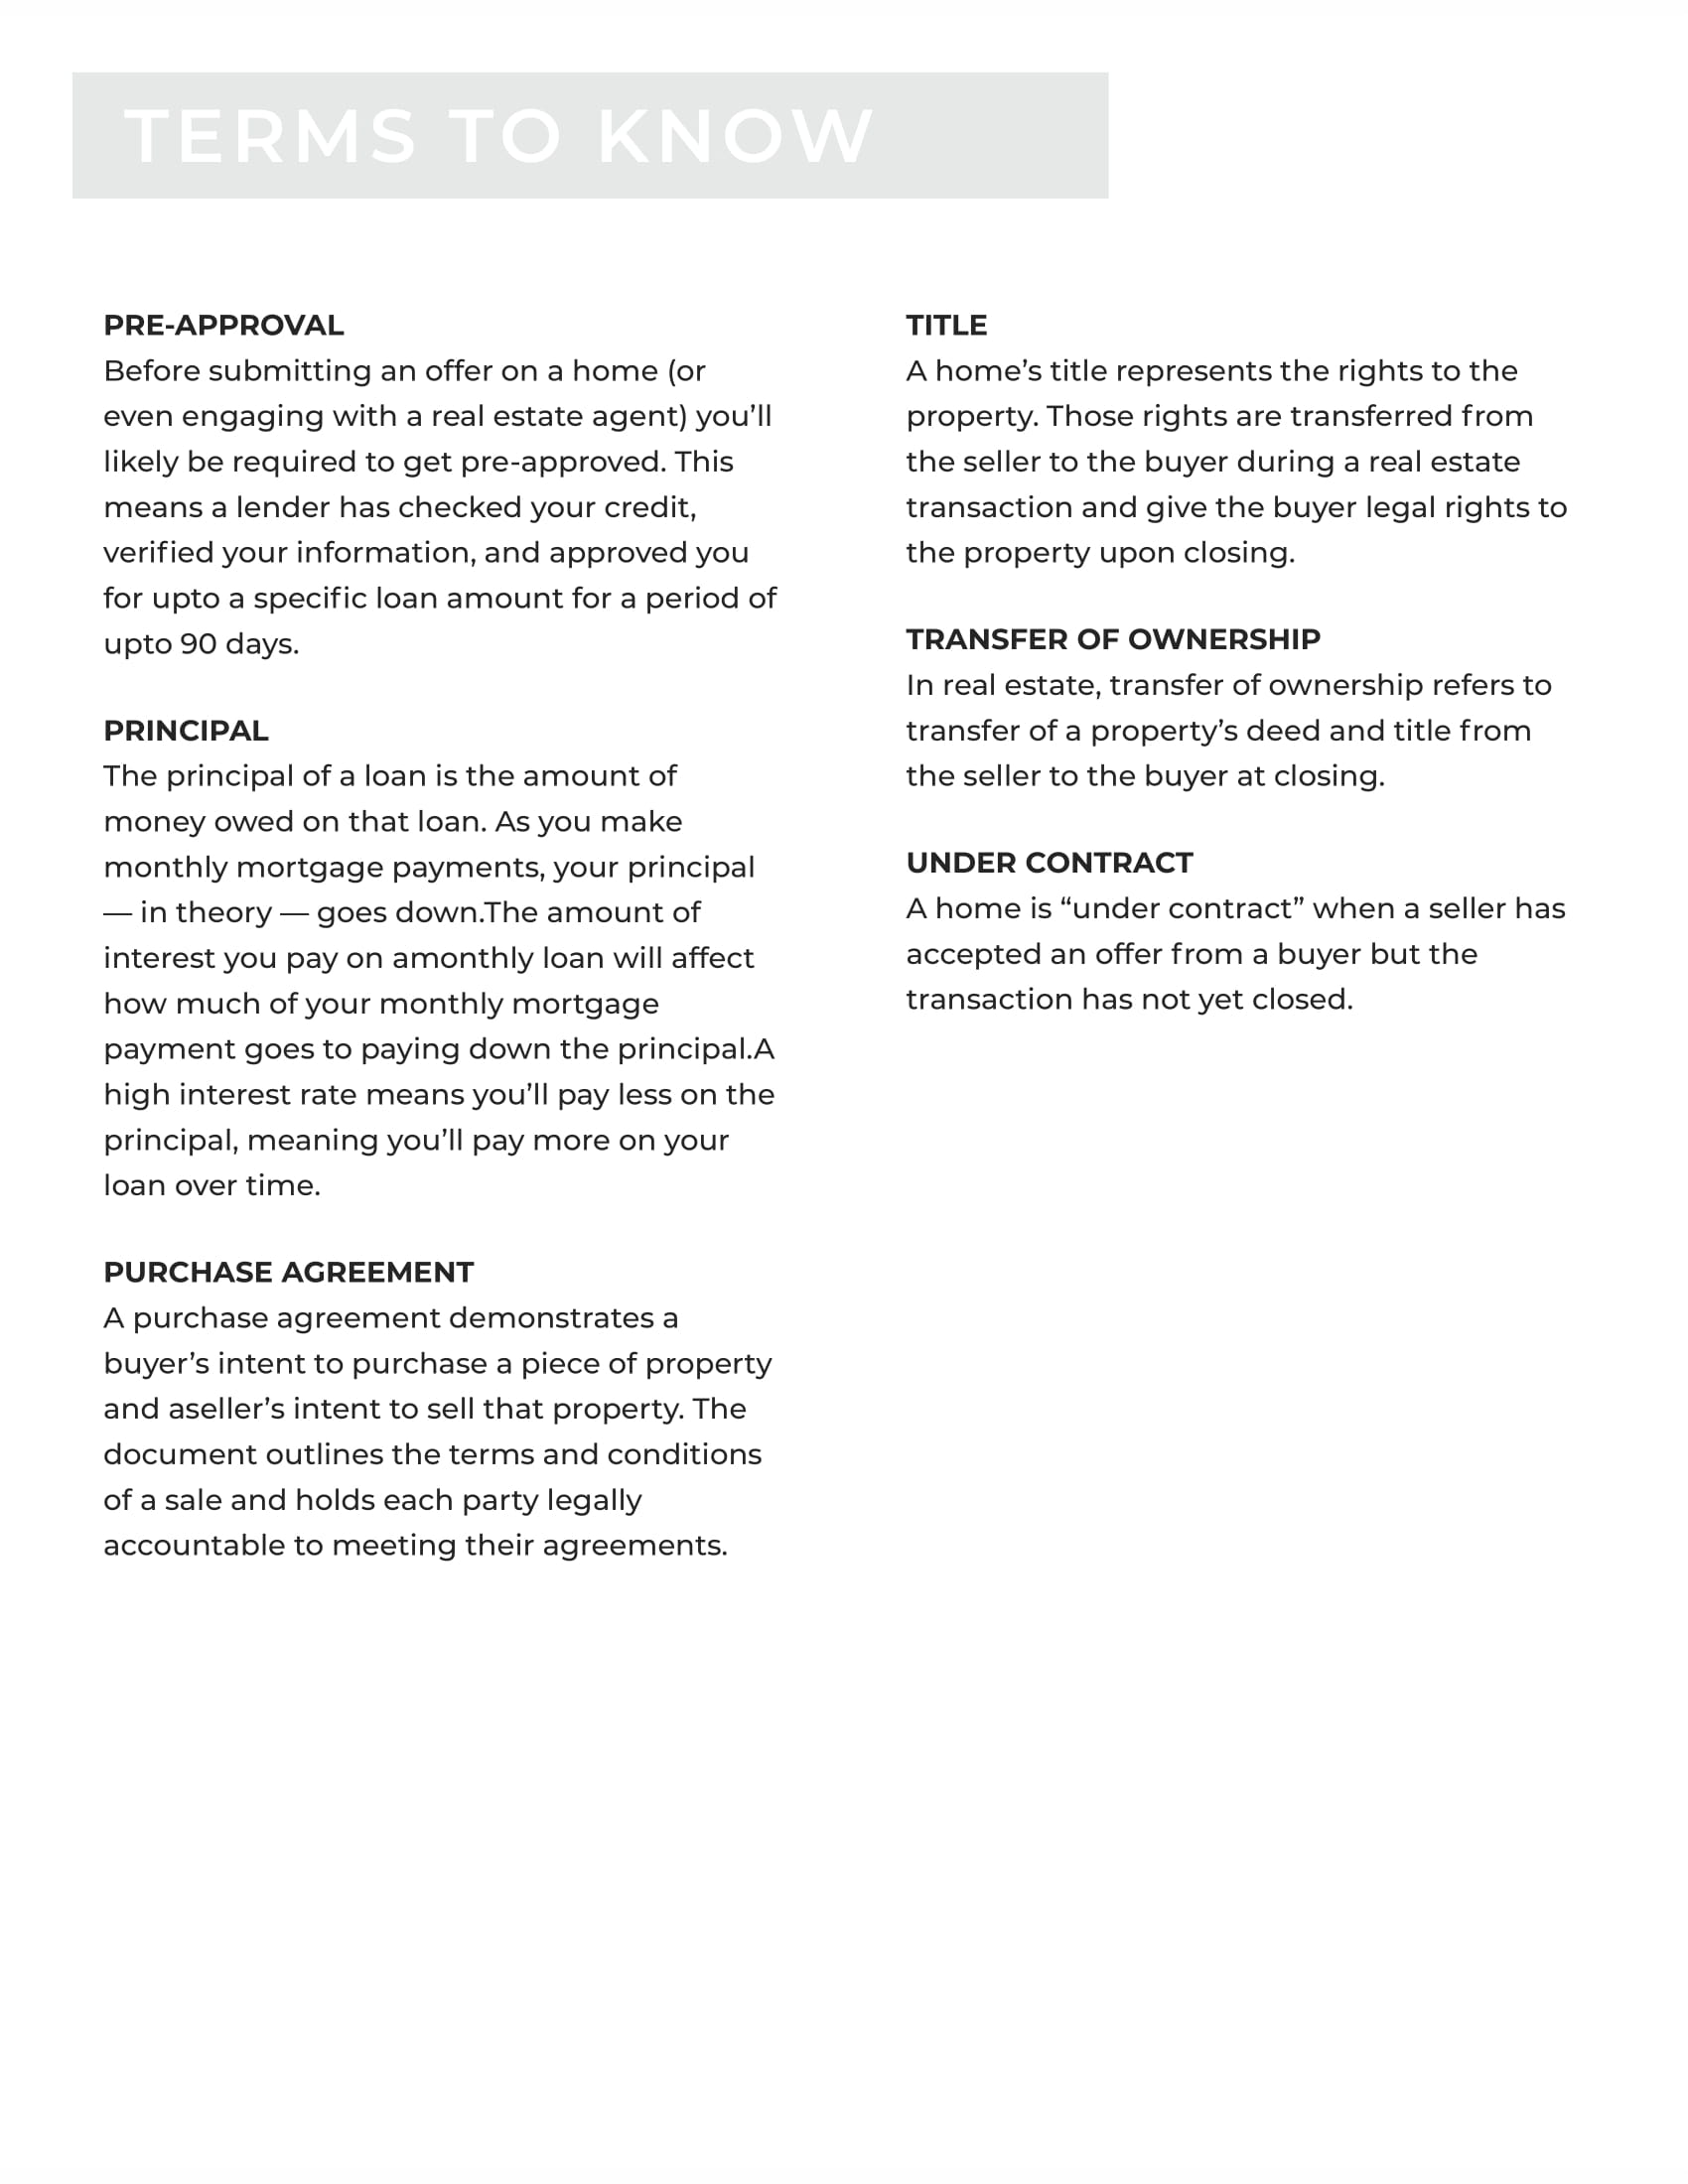 TERMS TO KNOW
PRE-APPROVAL
Before submitting an offer on a home (or
even engaging with a real estate agent) you’ll
likely be required to get pre-approved. This
means a lender has checked your credit,
verified your information, and approved you
for upto a specific loan amount for a period of
upto 90 days.
PRINCIPAL
The principal of a loan is the amount of
money owed on that loan. As you make
monthly mortgage payments, your principal
— in theory — goes down.The amount of
interest you pay on amonthly loan will affect
how much of your monthly mortgage
payment goes to paying down the principal.A
high interest rate means you’ll pay less on the
principal, meaning you’ll pay more on your
loan over time.
PURCHASE AGREEMENT
A purchase agreement demonstrates a
buyer’s intent to purchase a piece of property
and aseller’s intent to sell that property. The
document outlines the terms and conditions
of a sale and holds each party legally
accountable to meeting their agreements.
TITLE
A home’s title represents the rights to the
property. Those rights are transferred from
the seller to the buyer during a real estate
transaction and give the buyer legal rights to
the property upon closing.
TRANSFER OF OWNERSHIP
In real estate, transfer of ownership refers to
transfer of a property’s deed and title from
the seller to the buyer at closing.
UNDER CONTRACT
A home is “under contract” when a seller has
accepted an offer from a buyer but the
transaction has not yet closed.